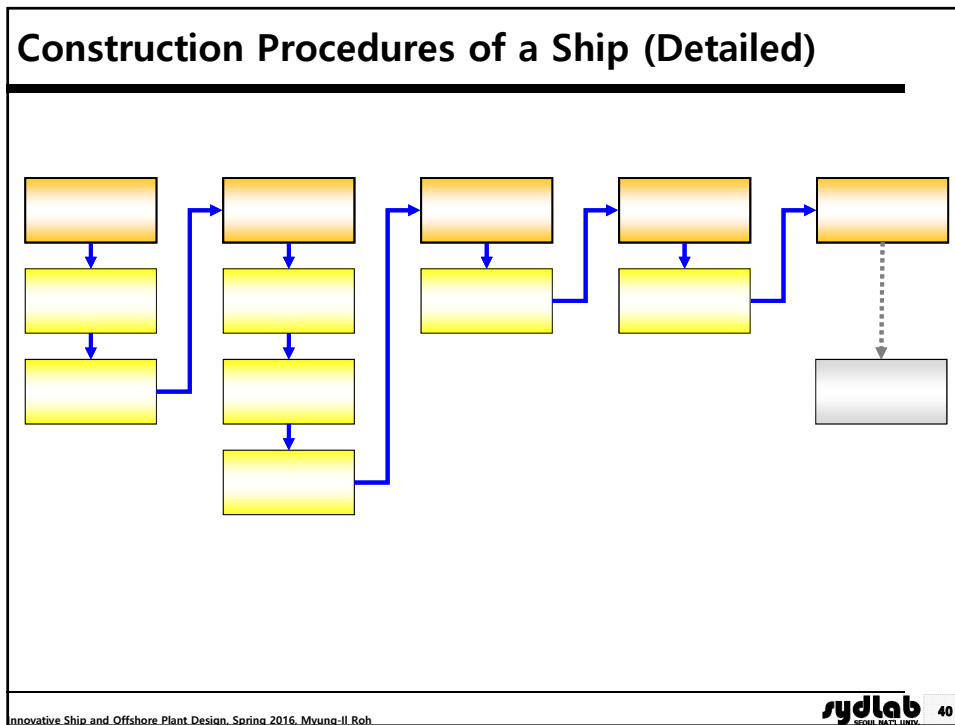 Construction Procedures of a Ship (Detailed)
Innovative Ship and Offshore Plant Design, Spring 2016, Myung-Il Roh
sydlab
SEOUL NAT'L UNIV.
40